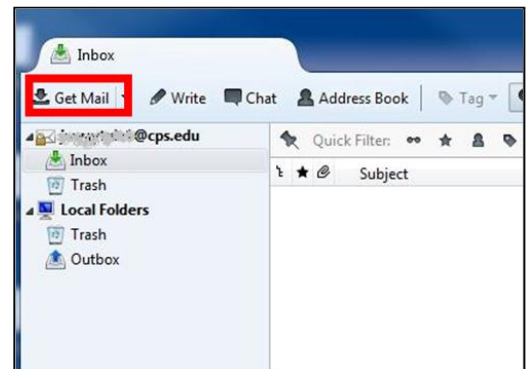 Inbox
Get Mail Write Chat Address Book Tag
@cps.edu Quick Filter:
Inbox
Subject
Trash
Local Folders
Trash
Outbox